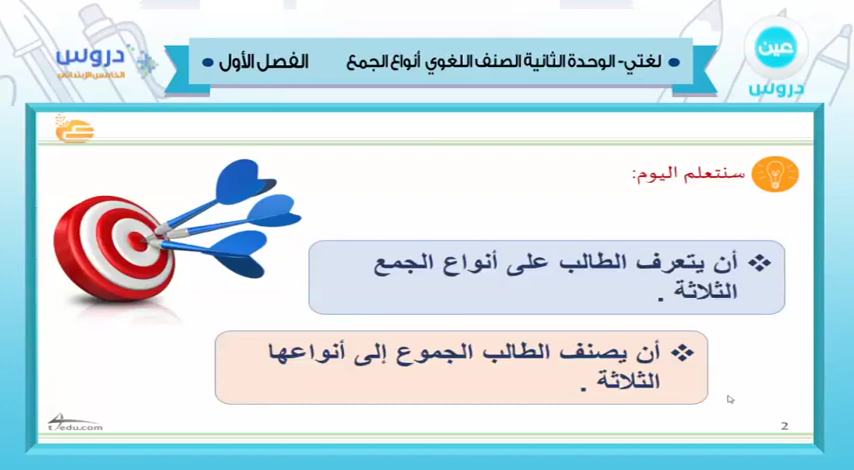 عين
دروس
لغتي- الوحدة الثانية الصنف اللغوي أنواع الجمع
الفصل الأول
دروس
الخامس الابتدائي
سنتعلم اليوم:
أن يتعرف الطالب على أنواع الجمع
الثلاثة .
أن يصنف الطالب الجموع إلى أنواعها
الثلاثة .
t4edu.com
2